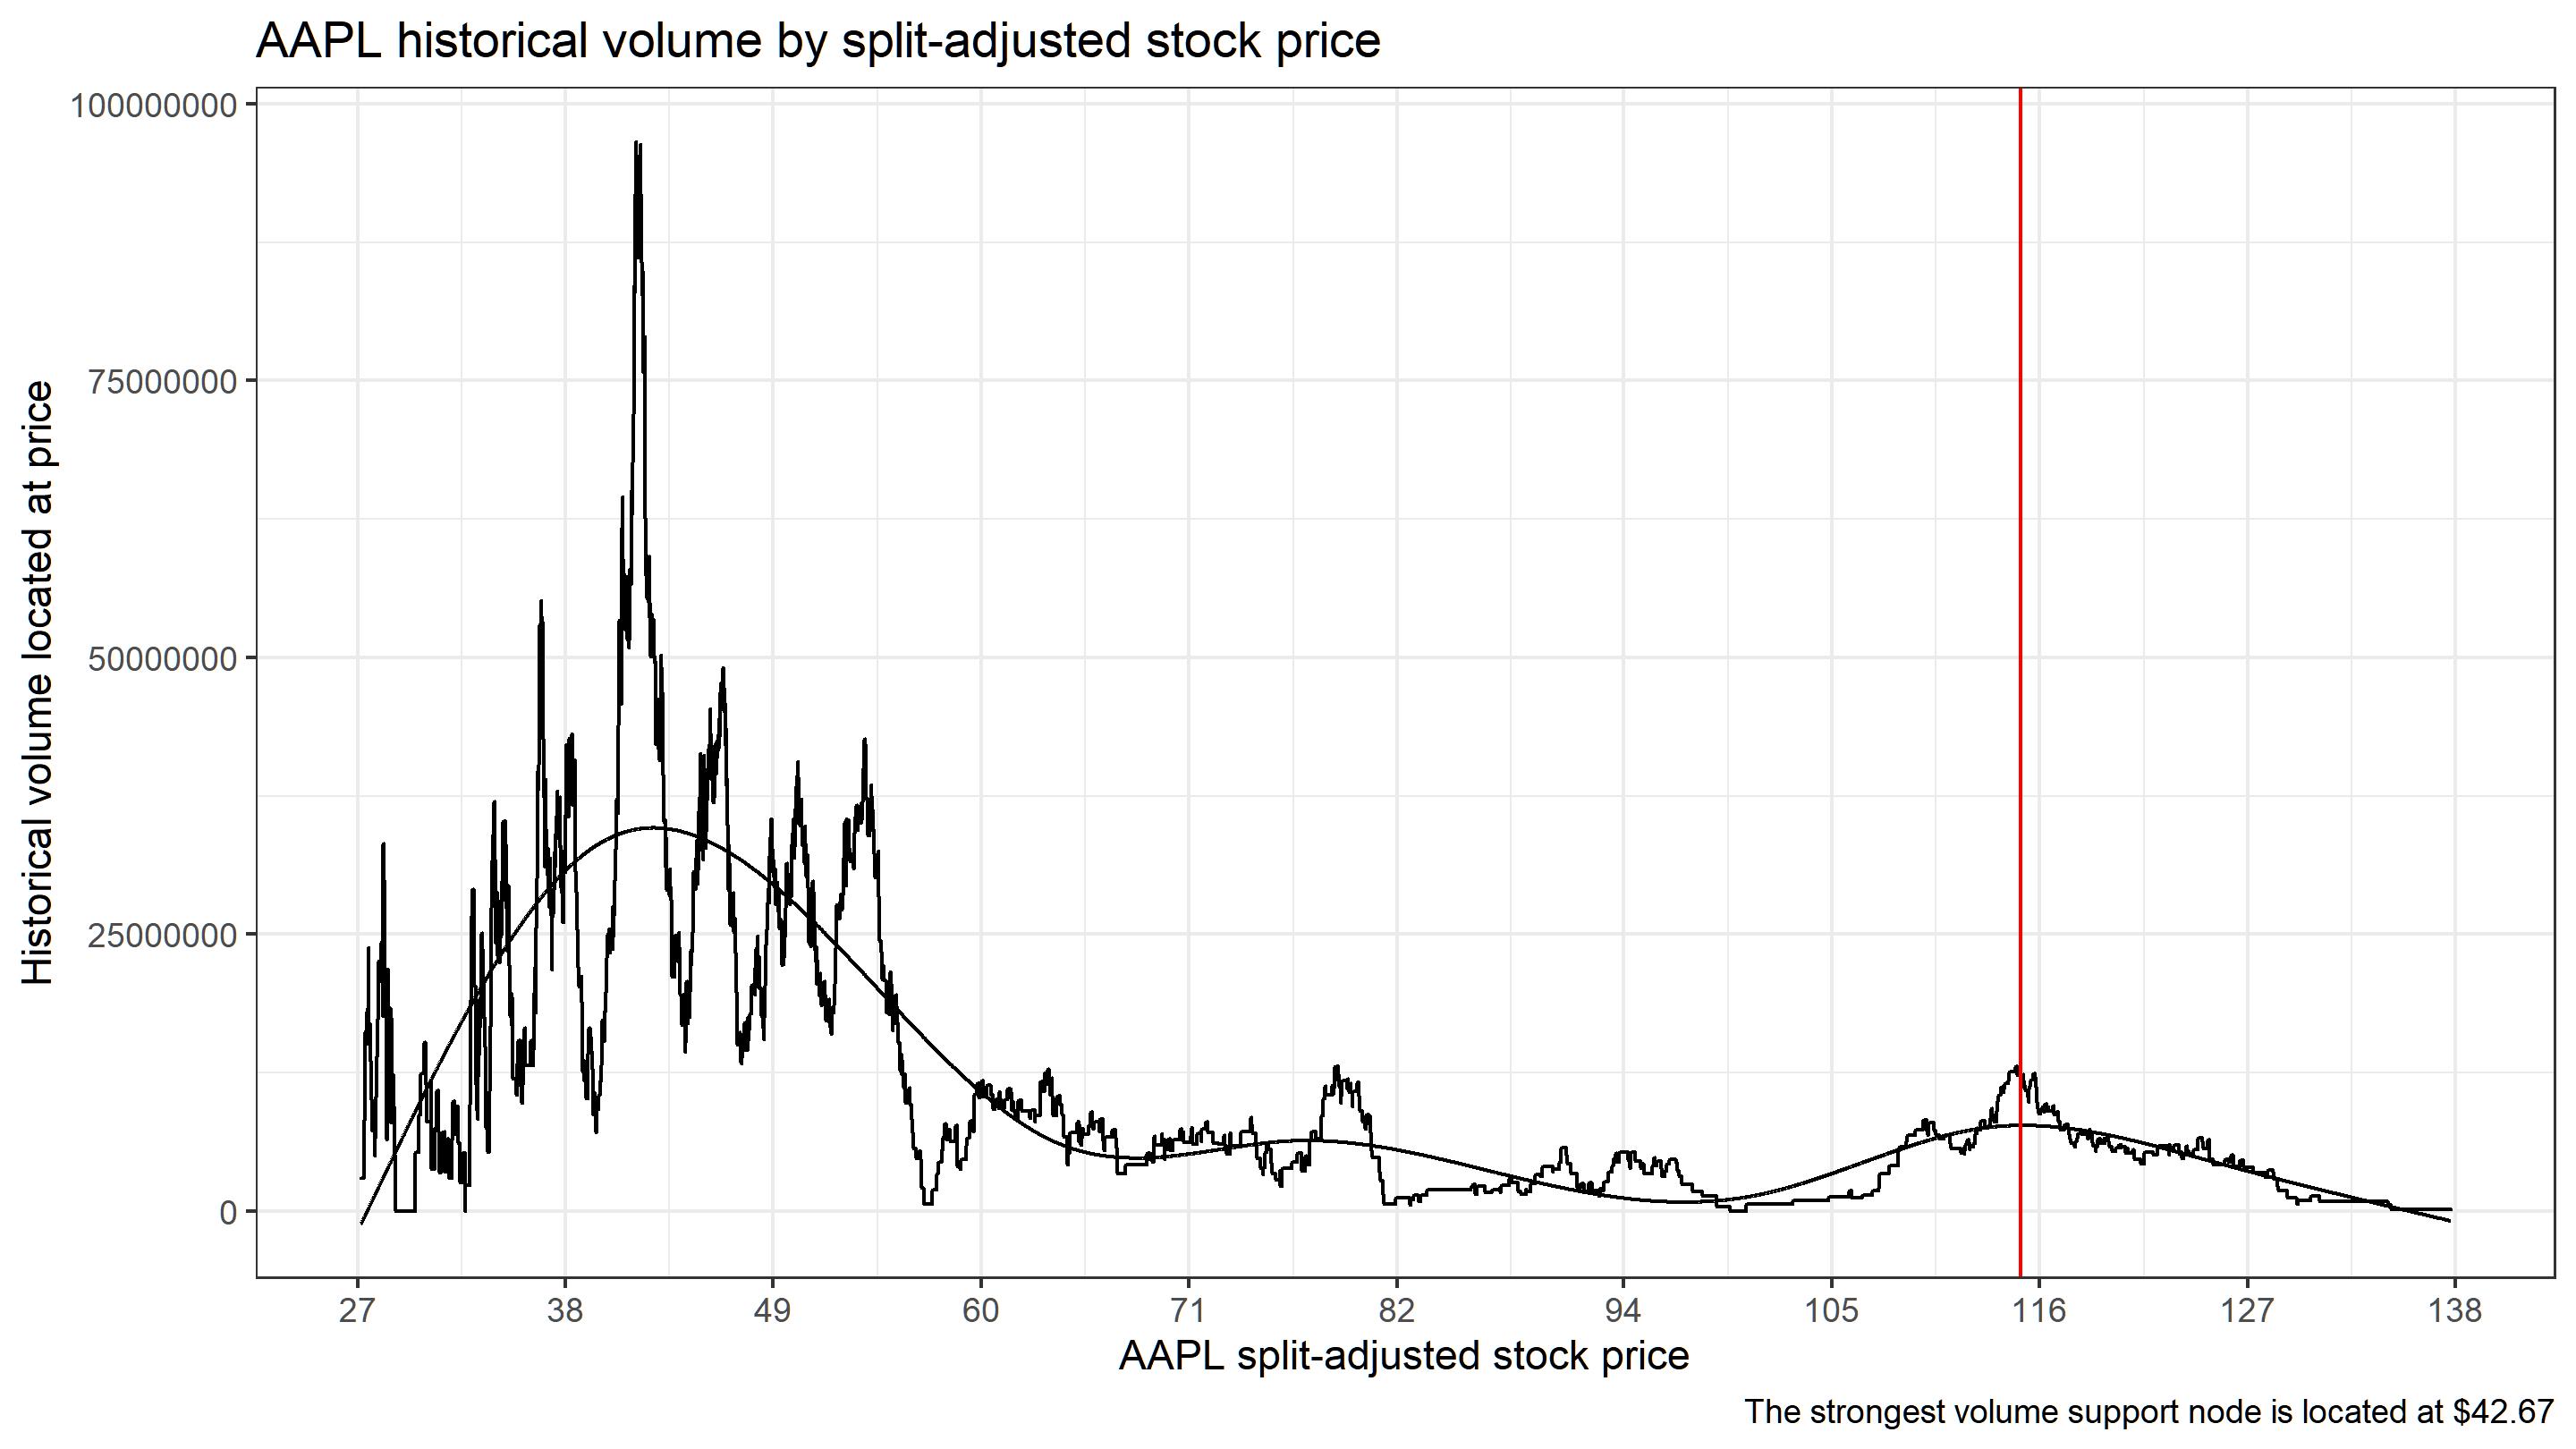 AAPL historical volume by split-adjusted stock price
100000000
75000000
50000000
25000000
0
Historical volume located at price
27 38 49 60 71 82 94 105 116 127 138
AAPL split-adjusted stock price
The strongest volume support node is located at $42.67